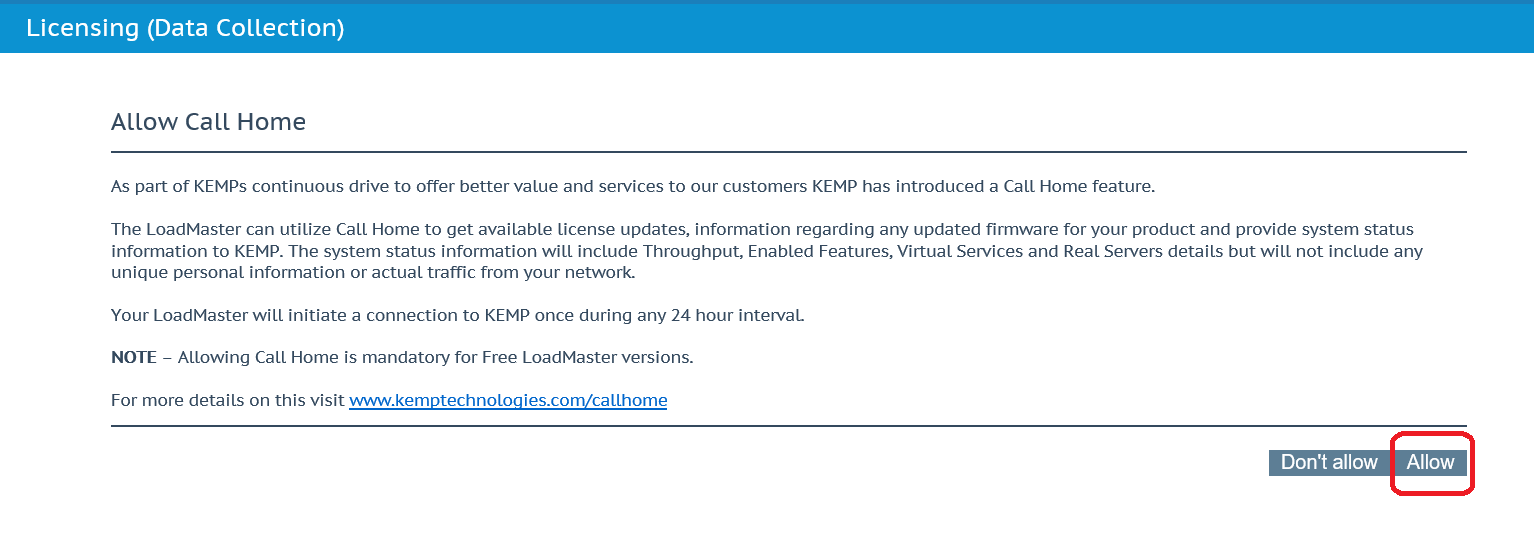 Licensing (Data Collection)
Allow Call Home
As part of KEMPs continuous drive to offer better value and services to our customers KEMP has introduced a Call Home feature.
The LoadMaster can utilize Call Home to get available license updates, information regarding any updated firmware for your product and provide system status
information to KEMP. The system status information will include Throughput, Enabled Features, Virtual Services and Real Servers details but will not include any
unique personal information or actual traffic from your network.
Your LoadMaster will initiate a connection to KEMP once during any 24 hour interval.
NOTE – Allowing Call Home is mandatory for Free LoadMaster versions.
For more details on this visit www.kemptechnologies.com/callhome
Don't allow Allow